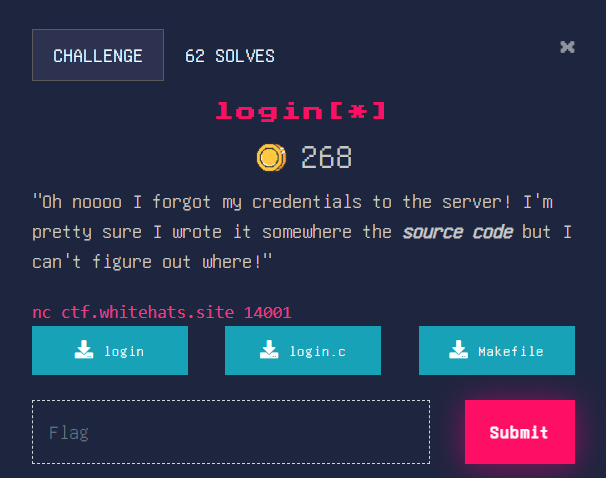 CHALLENGE
62 SOLVES
×
login[*]
268
"Oh noooo I forgot my credentials to the server! I'm
pretty sure I wrote it somewhere the source code but I
can't figure out where!"
nc ctf.whitehats.site 14001
login
login.c
Makefile
Flag
Submit